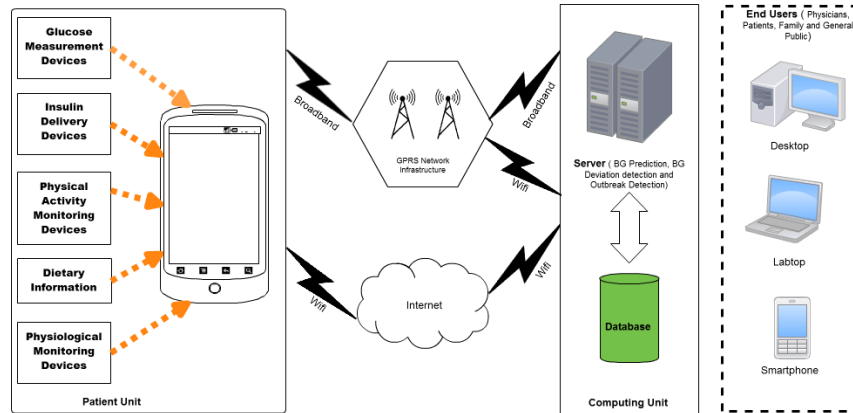 Glucose
Measurement
Devices
Insulin
Delivery
Devices
Physical
Activity
Monitoring
Devices
Dietary
Information
Physiological
Monitoring
Devices
Patient Unit
Broadband
GPRS Network
Infrastructure
Broadband
Wifi
Wifi
Internet
Wifi
Server ( BG Prediction, BG
Deviation detection and
Outbreak Detection)
Database
Computing Unit
End Users ( Physicians,
Patients, Family and General
Public)
Desktop
Labtop
Smartphone